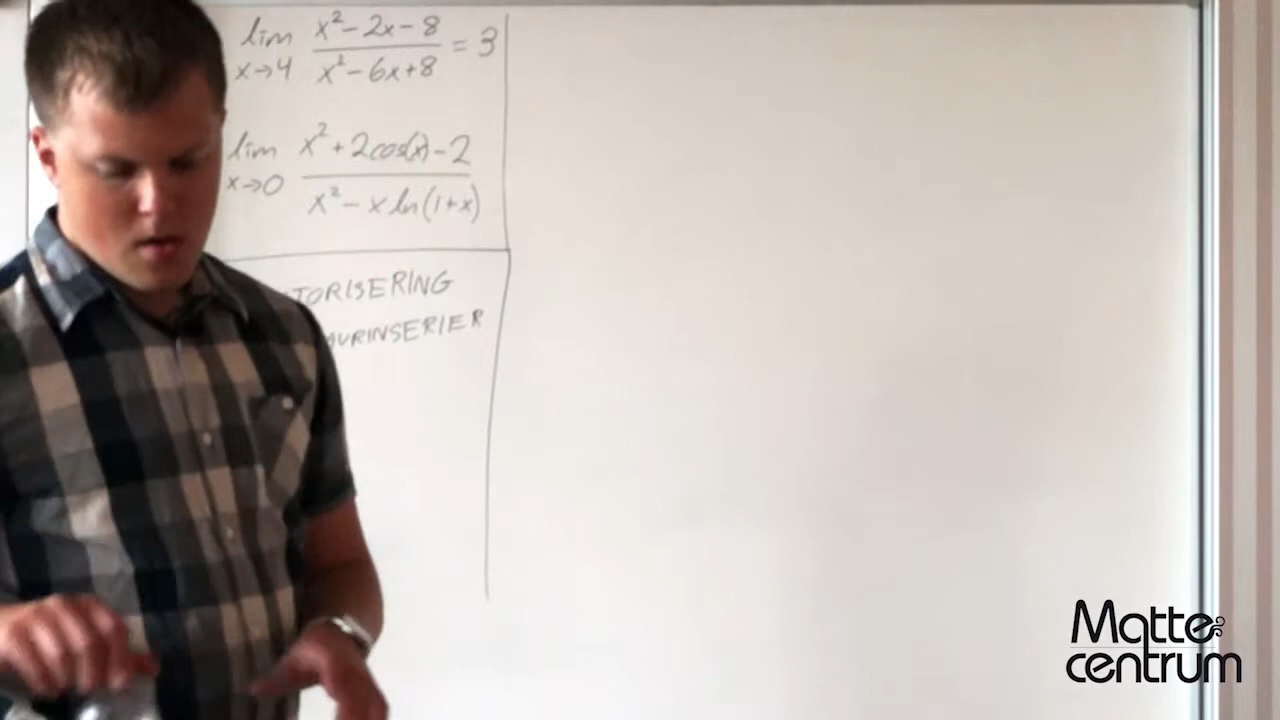 lim x→4 (x² - 2x - 8)/(x² - 6x + 8) = 3
lim x→0 (x² + 2cos(x) - 2)/(x² - x ln(1+x))
TORISERING
AURINSERIER
Matte
centrum